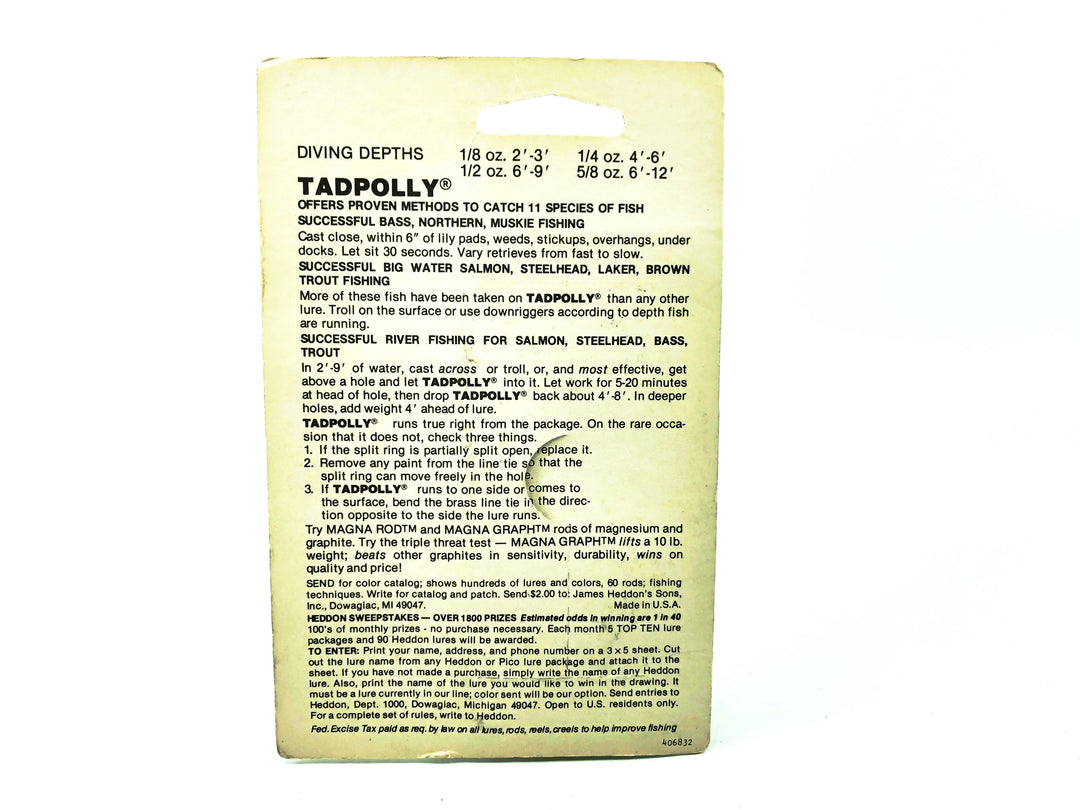 DIVING DEPTHS 1/8 oz. 2'-3' 1/4 oz. 4'-6'
1/2 oz. 6'-9' 5/8 oz. 6'-12'
TADPOLLY®
OFFERS PROVEN METHODS TO CATCH 11 SPECIES OF FISH
SUCCESSFUL BASS, NORTHERN, MUSKIE FISHING
Cast close, within 6" of lily pads, weeds, stickups, overhangs, under
docks. Let sit 30 seconds. Vary retrieves from fast to slow.
SUCCESSFUL BIG WATER SALMON, STEELHEAD, LAKER, BROWN
TROUT FISHING
More of these fish have been taken on TADPOLLY® than any other
lure. Troll on the surface or use downriggers according to depth fish
are running.
SUCCESSFUL RIVER FISHING FOR SALMON, STEELHEAD, BASS,
TROUT
In 2'-9' of water, cast across or troll, or, and most effective, get
above a hole and let TADPOLLY® into it. Let work for 5-20 minutes
at head of hole, then drop TADPOLLY® back about 4'-8'. In deeper
holes, add weight 4' ahead of lure.
TADPOLLY® runs true right from the package. On the rare occa-
sion that it does not, check three things.
1. If the split ring is partially split open, replace it.
2. Remove any paint from the line tie so that the
split ring can move freely in the hole.
3. If TADPOLLY® runs to one side or comes to
the surface, bend the brass line tie in the direc-
tion opposite to the side the lure runs.
Try MAGNA ROD™ and MAGNA GRAPH™ rods of magnesium and
graphite. Try the triple threat test — MAGNA GRAPH™ lifts a 10 lb.
weight; beats other graphites in sensitivity, durability, wins on
quality and price!
SEND for color catalog; shows hundreds of lures and colors, 60 rods; fishing
techniques. Write for catalog and patch. Send $2.00 to: James Heddon's Sons,
Inc., Dowagiac, MI 49047. Made in U.S.A.
HEDDON SWEEPSTAKES — OVER 1800 PRIZES Estimated odds in winning are 1 in 40
100's of monthly prizes - no purchase necessary. Each month 5 TOP TEN lure
packages and 90 Heddon lures will be awarded.
TO ENTER: Print your name, address, and phone number on a 3 x 5 sheet. Cut
out the lure name from any Heddon or Pico lure package and attach it to the
sheet. If you have not made a purchase, simply write the name of any Heddon
lure. Also, print the name of the lure you would like to win in the drawing. It
must be a lure currently in our line; color sent will be our option. Send entries to
Heddon, Dept. 1000, Dowagiac, Michigan 49047. Open to U.S. residents only.
For a complete set of rules, write to Heddon.
Fed. Excise Tax paid as req. by law on all lures, rods, reels, creels to help improve fishing
406832